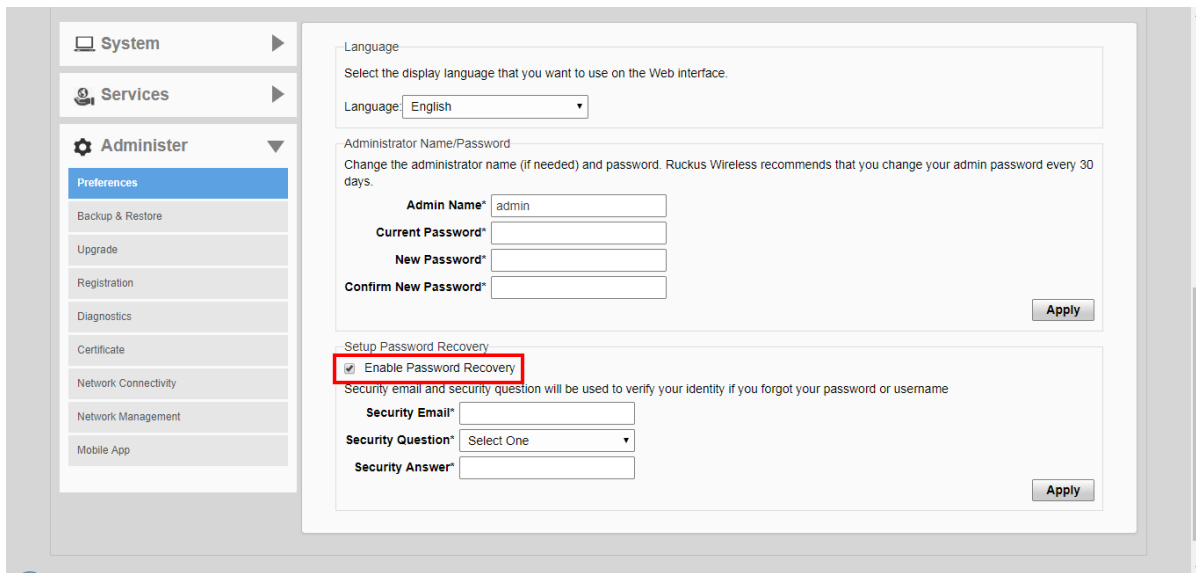 System
Services
Administer
Preferences
Backup & Restore
Upgrade
Registration
Diagnostics
Certificate
Network Connectivity
Network Management
Mobile App
Language
Select the display language that you want to use on the Web interface.
Language: English
Administrator Name/Password
Change the administrator name (if needed) and password. Ruckus Wireless recommends that you change your admin password every 30
days.
Admin Name* admin
Current Password*
New Password*
Confirm New Password*
Apply
Setup Password Recovery
Enable Password Recovery
Security email and security question will be used to verify your identity if you forgot your password or username
Security Email*
Security Question* Select One
Security Answer*
Apply